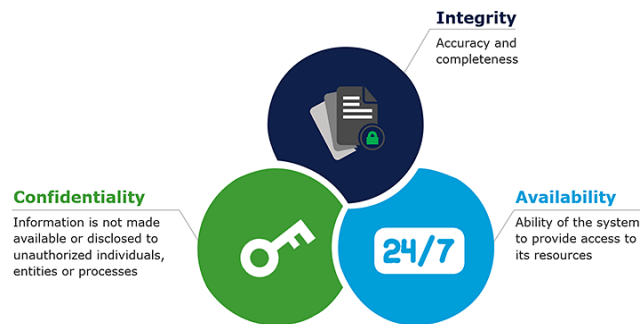 Integrity
Accuracy and
completeness
Confidentiality
Information is not made
available or disclosed to
unauthorized individuals,
entities or processes
24/7
Availability
Ability of the system
to provide access to
its resources